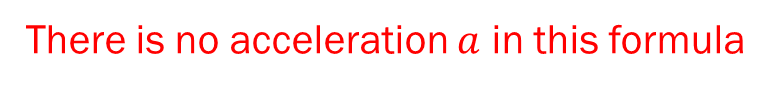 There is no acceleration a in this formula